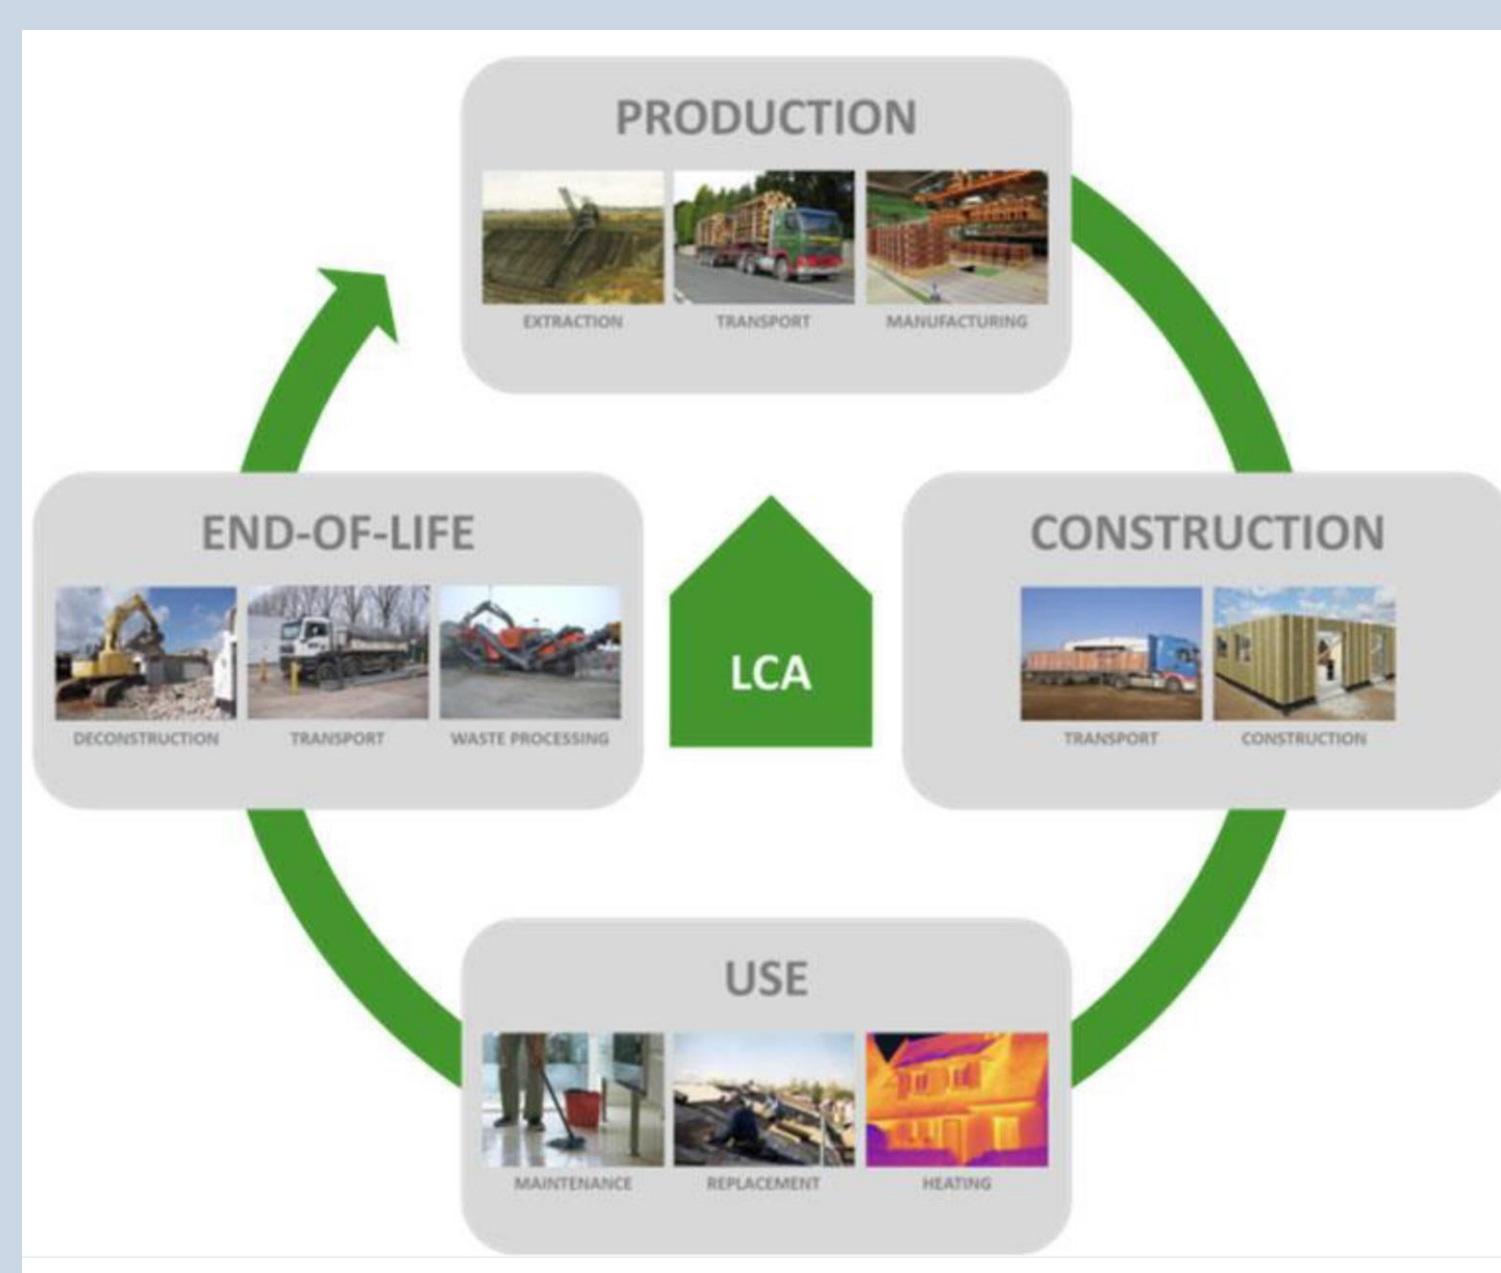 PRODUCTION
EXTRACTION TRANSPORT MANUFACTURING
END-OF-LIFE
DECONSTRUCTION TRANSPORT WASTE PROCESSING
LCA
CONSTRUCTION
TRANSPORT CONSTRUCTION
USE
MAINTENANCE REPLACEMENT HEATING